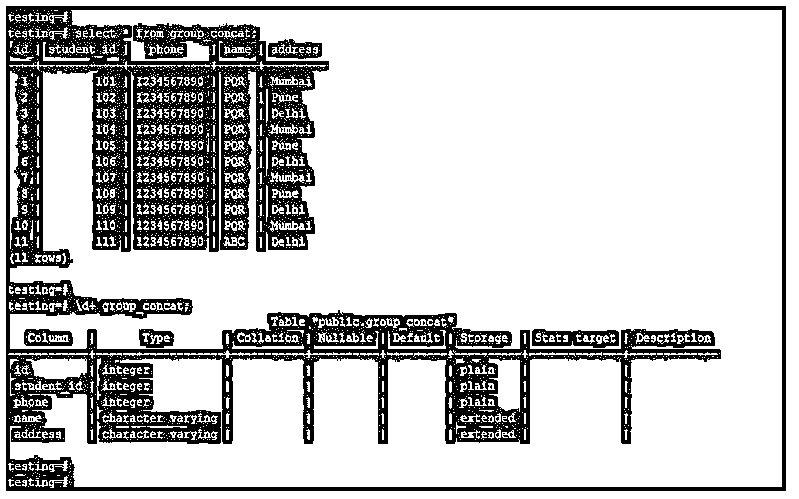 testing=#
testing=# select * from group_concat;
id | student_id | phone | name | address
1 | 101 | 1234567890 | PQR | Mumbai
2 | 102 | 1234567890 | PQR | Pune
3 | 103 | 1234567890 | PQR | Delhi
4 | 104 | 1234567890 | PQR | Mumbai
5 | 105 | 1234567890 | PQR | Pune
6 | 106 | 1234567890 | PQR | Delhi
7 | 107 | 1234567890 | PQR | Mumbai
8 | 108 | 1234567890 | PQR | Pune
9 | 109 | 1234567890 | PQR | Delhi
10 | 110 | 1234567890 | PQR | Mumbai
11 | 111 | 1234567890 | ABC | Delhi
(11 rows)
testing=#
testing=# \d+ group_concat;
Table "public.group_concat"
Column | Type | Collation | Nullable | Default | Storage | Stats target | Description
id | integer | | | | plain | |
student_id | integer | | | | plain | |
phone | integer | | | | plain | |
name | character varying | | | | extended | |
address | character varying | | | | extended | |
testing=#
testing=#